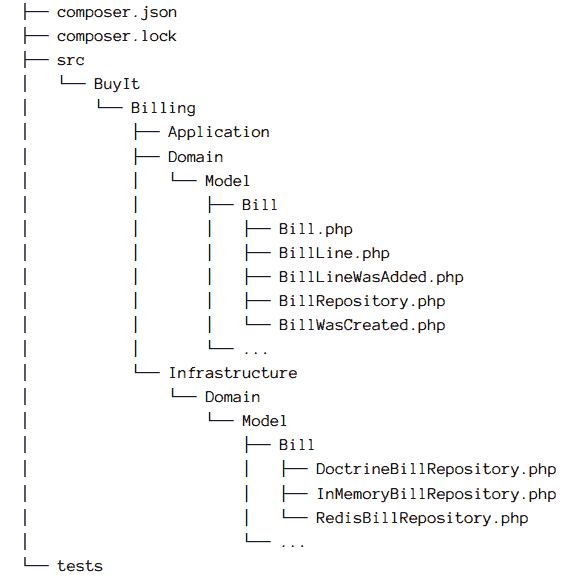 ├── composer.json
├── composer.lock
├── src
│   └── BuyIt
│       └── Billing
│           ├── Application
│           ├── Domain
│           │   └── Model
│           │       ├── Bill
│           │       │   ├── Bill.php
│           │       │   ├── BillLine.php
│           │       │   ├── BillLineWasAdded.php
│           │       │   ├── BillRepository.php
│           │       │   └── BillWasCreated.php
│           │       └── ...
│           └── Infrastructure
│               └── Domain
│                   └── Model
│                       ├── Bill
│                       │   ├── DoctrineBillRepository.php
│                       │   ├── InMemoryBillRepository.php
│                       │   └── RedisBillRepository.php
│                       └── ...
└── tests